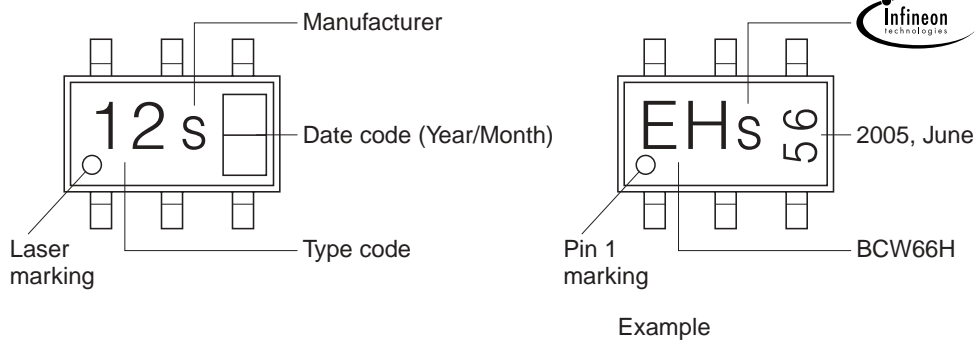 Manufacturer
12 s
Date code (Year/Month)
Laser
marking
Type code
Infineon
technologies
EHs
56
2005, June
Pin 1
marking
BCW66H
Example